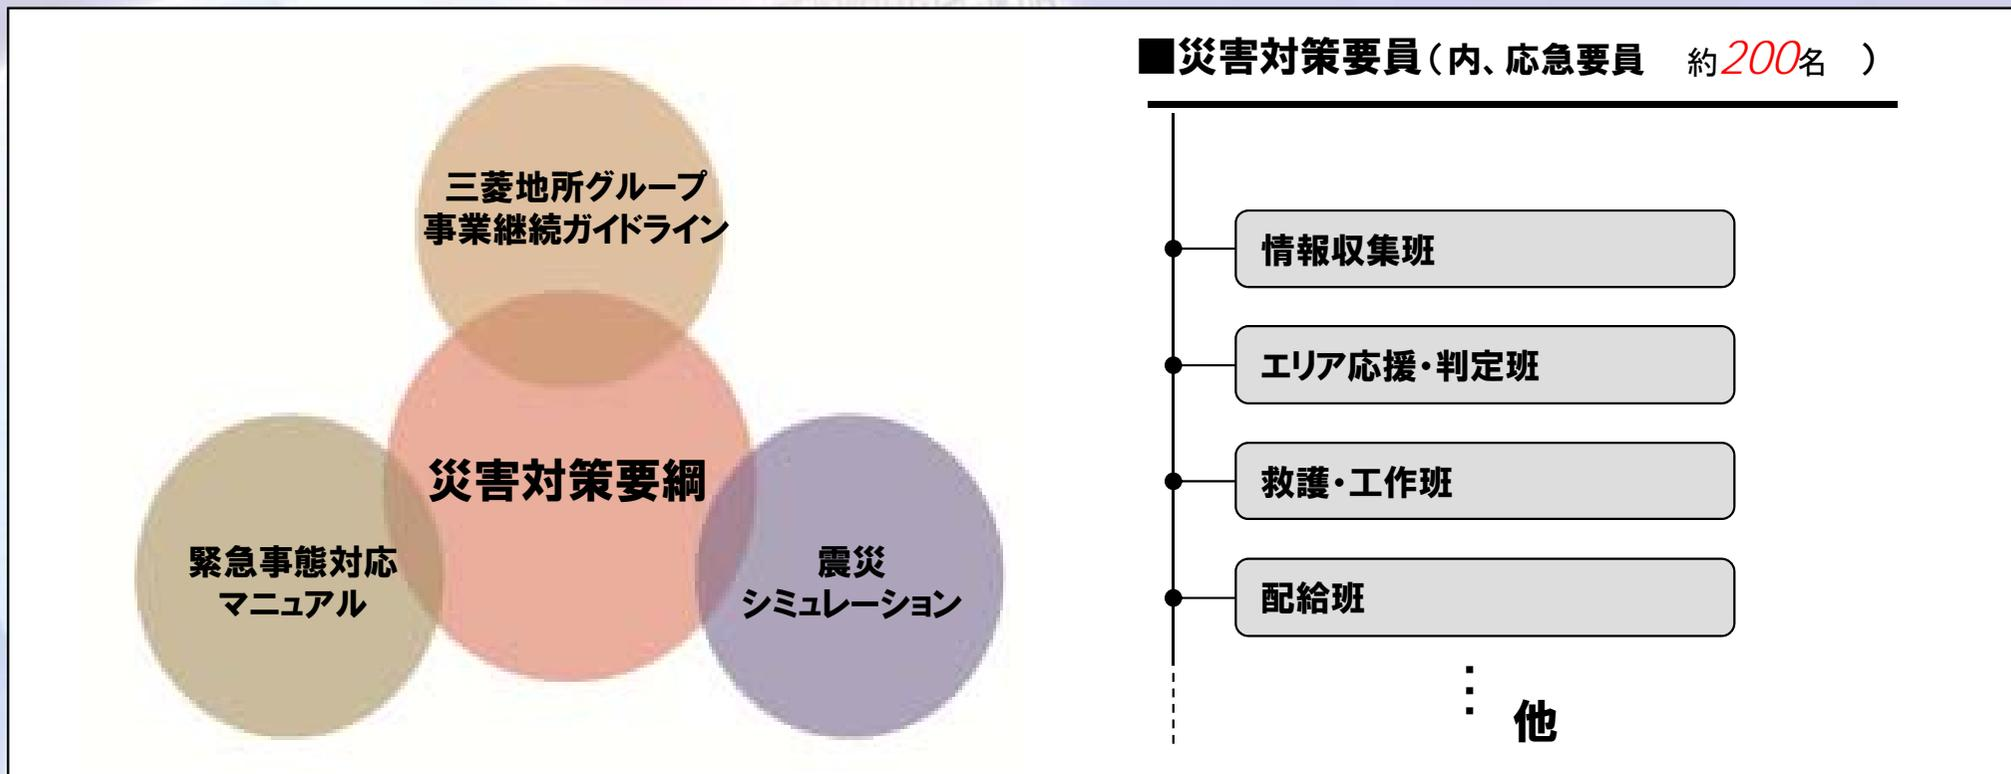 三菱地所グループ
事業継続ガイドライン
災害対策要綱
緊急事態対応
マニュアル
震災
シミュレーション
■災害対策要員（内、応急要員　約200名　）
情報収集班
エリア応援・判定班
救護・工作班
配給班
他